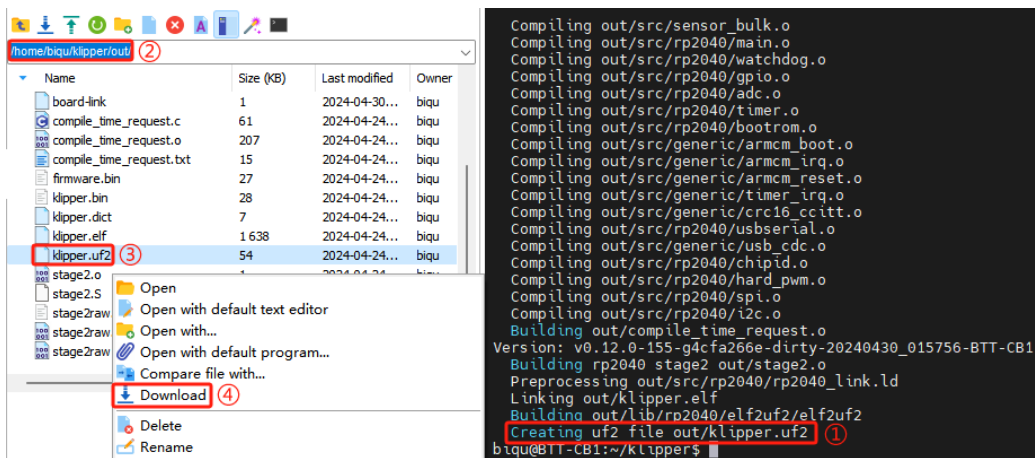 /home/biqu/klipper/out/ ②
Name Size (KB) Last modified Owner
board-link 1 2024-04-30... biqu
compile_time_request.c 61 2024-04-24... biqu
compile_time_request.o 207 2024-04-24... biqu
compile_time_request.txt 15 2024-04-24... biqu
firmware.bin 27 2024-04-24... biqu
klipper.bin 28 2024-04-24... biqu
klipper.dict 7 2024-04-24... biqu
klipper.elf 1 638 2024-04-24... biqu
klipper.uf2 ③ 54 2024-04-24... biqu
stage2.o
stage2.S
stage2raw
stage2raw
stage2raw
Open
Open with default text editor
Open with...
Open with default program...
Compare file with...
Download ④
Delete
Rename
Compiling out/src/sensor_bulk.o
Compiling out/src/rp2040/main.o
Compiling out/src/rp2040/watchdog.o
Compiling out/src/rp2040/gpio.o
Compiling out/src/rp2040/adc.o
Compiling out/src/rp2040/timer.o
Compiling out/src/rp2040/bootrom.o
Compiling out/src/generic/armcm_boot.o
Compiling out/src/generic/armcm_irq.o
Compiling out/src/generic/armcm_reset.o
Compiling out/src/generic/timer_irq.o
Compiling out/src/generic/crc16_ccitt.o
Compiling out/src/rp2040/usbserial.o
Compiling out/src/generic/usb_cdc.o
Compiling out/src/rp2040/chipid.o
Compiling out/src/rp2040/hard_pwm.o
Compiling out/src/rp2040/spi.o
Compiling out/src/rp2040/i2c.o
Building out/compile_time_request.o
Version: v0.12.0-155-g4cfa266e-dirty-20240430_015756-BTT-CB1
Building rp2040 stage2 out/stage2.o
Preprocessing out/src/rp2040/rp2040_link.ld
Linking out/klipper.elf
Building out/lib/rp2040/elf2uf2/elf2uf2
Creating uf2 file out/klipper.uf2 ①
biqu@BTT-CB1:~/klipper$